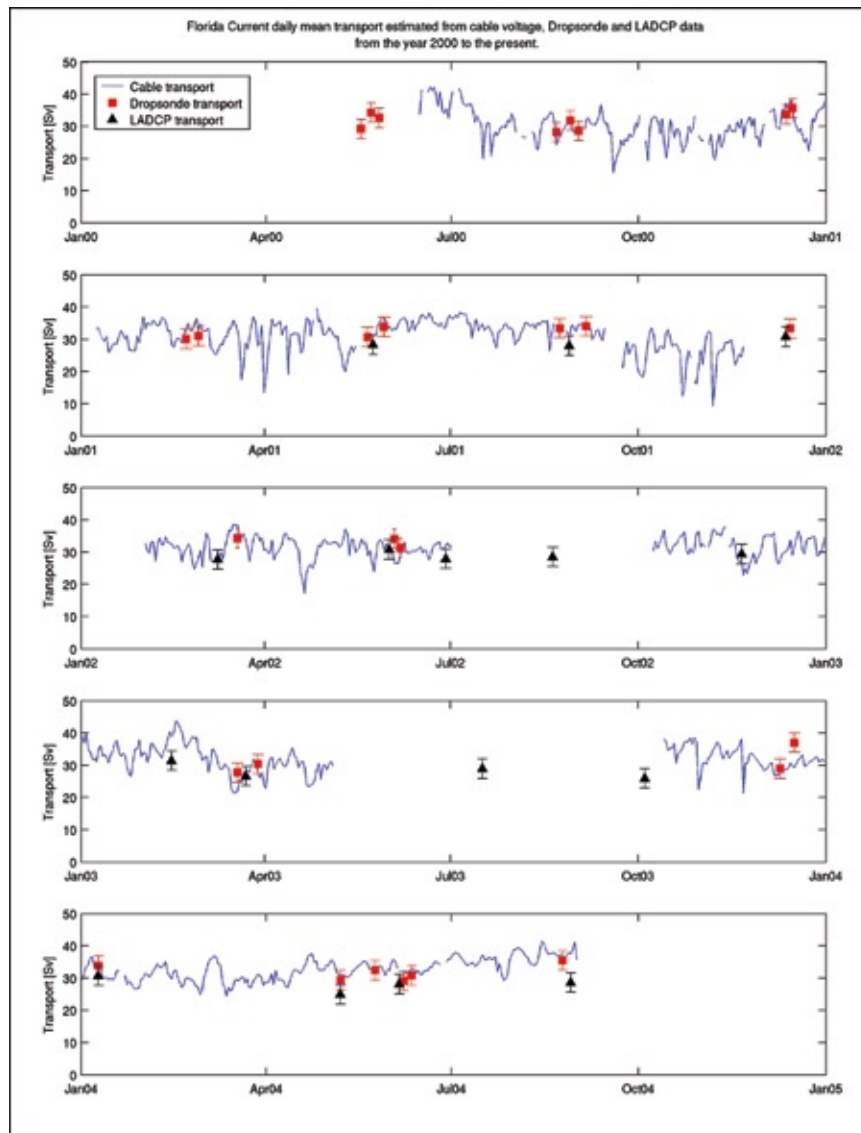 Florida Current daily mean transport estimated from cable voltage, Dropsonde and LADCP data
from the year 2000 to the present.
50
40
30
20
10
0
Transport [Sv]
Cable transport
Dropsonde transport
LADCP transport
Jan00
Apr00
Jul00
Oct00
Jan01
50
40
30
20
10
0
Transport [Sv]
Jan01
Apr01
Jul01
Oct01
Jan02
50
40
30
20
10
0
Transport [Sv]
Jan02
Apr02
Jul02
Oct02
Jan03
50
40
30
20
10
0
Transport [Sv]
Jan03
Apr03
Jul03
Oct03
Jan04
50
40
30
20
10
0
Transport [Sv]
Jan04
Apr04
Jul04
Oct04
Jan05